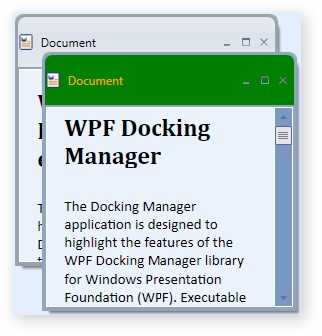 Document
Document
WPF Docking
Manager
The Docking Manager
application is designed to
highlight the features of the
WPF Docking Manager library
for Windows Presentation
Foundation (WPF). Executable